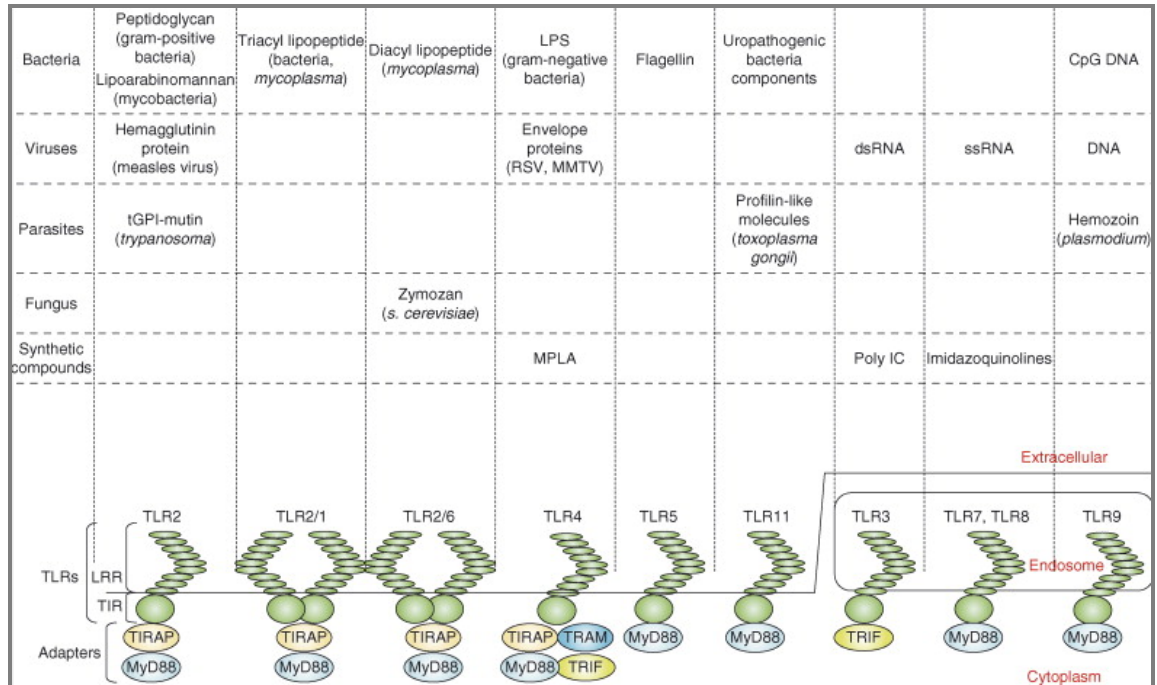 Bacteria
Peptidoglycan
(gram-positive
bacteria)
Lipoarabinomannan
(mycobacteria)
Triacyl lipopeptide
(bacteria,
mycoplasma)
Diacyl lipopeptide
(mycoplasma)
LPS
(gram-negative
bacteria)
Flagellin
Uropathogenic
bacteria
components
CpG DNA
Viruses
Hemagglutinin
protein
(measles virus)
Envelope
proteins
(RSV, MMTV)
dsRNA
ssRNA
DNA
Parasites
tGPI-mutin
(trypanosoma)
Profilin-like
molecules
(toxoplasma
gongii)
Hemozoin
(plasmodium)
Fungus
Zymozan
(s. cerevisiae)
Synthetic
compounds
MPLA
Poly IC
Imidazoquinolines
Extracellular
TLR2
TLR2/1
TLR2/6
TLR4
TLR5
TLR11
TLR3
TLR7, TLR8
TLR9
TLRs
LRR
Endosome
TIR
Adapters
TIRAP
TIRAP
TIRAP
TIRAP
TRAM
MyD88
MyD88
TRIF
MyD88
MyD88
MyD88
MyD88
MyD88
MyD88
TRIF
Cytoplasm